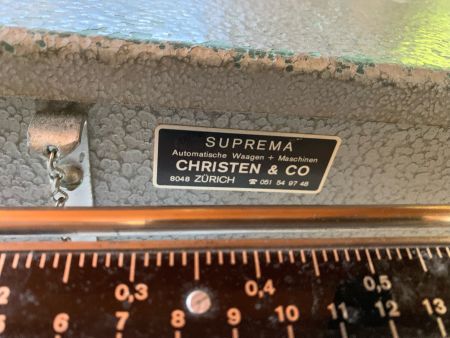 SUPREMA
Automatische Waagen + Maschinen
CHRISTEN & CO
8048 ZÜRICH ☎ 051 54 97 48
0,3 0,4 0,5
6 7 8 9 10 11 12 13